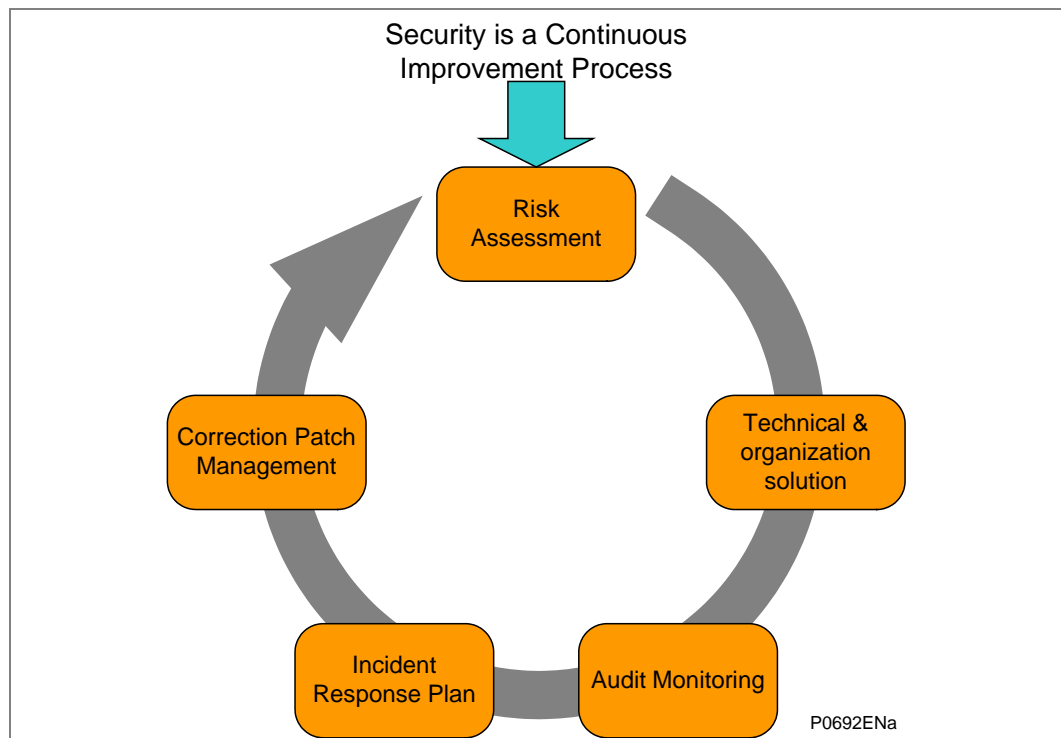 Security is a Continuous
Improvement Process
Risk
Assessment
Technical &
organization
solution
Audit Monitoring
Incident
Response Plan
Correction Patch
Management
P0692ENa